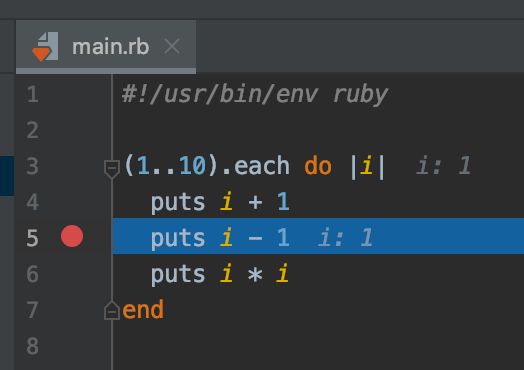 main.rb
1 #!/usr/bin/env ruby
2
3 (1..10).each do |i| i: 1
4 puts i + 1
5 puts i - 1 i: 1
6 puts i * i
7 end
8